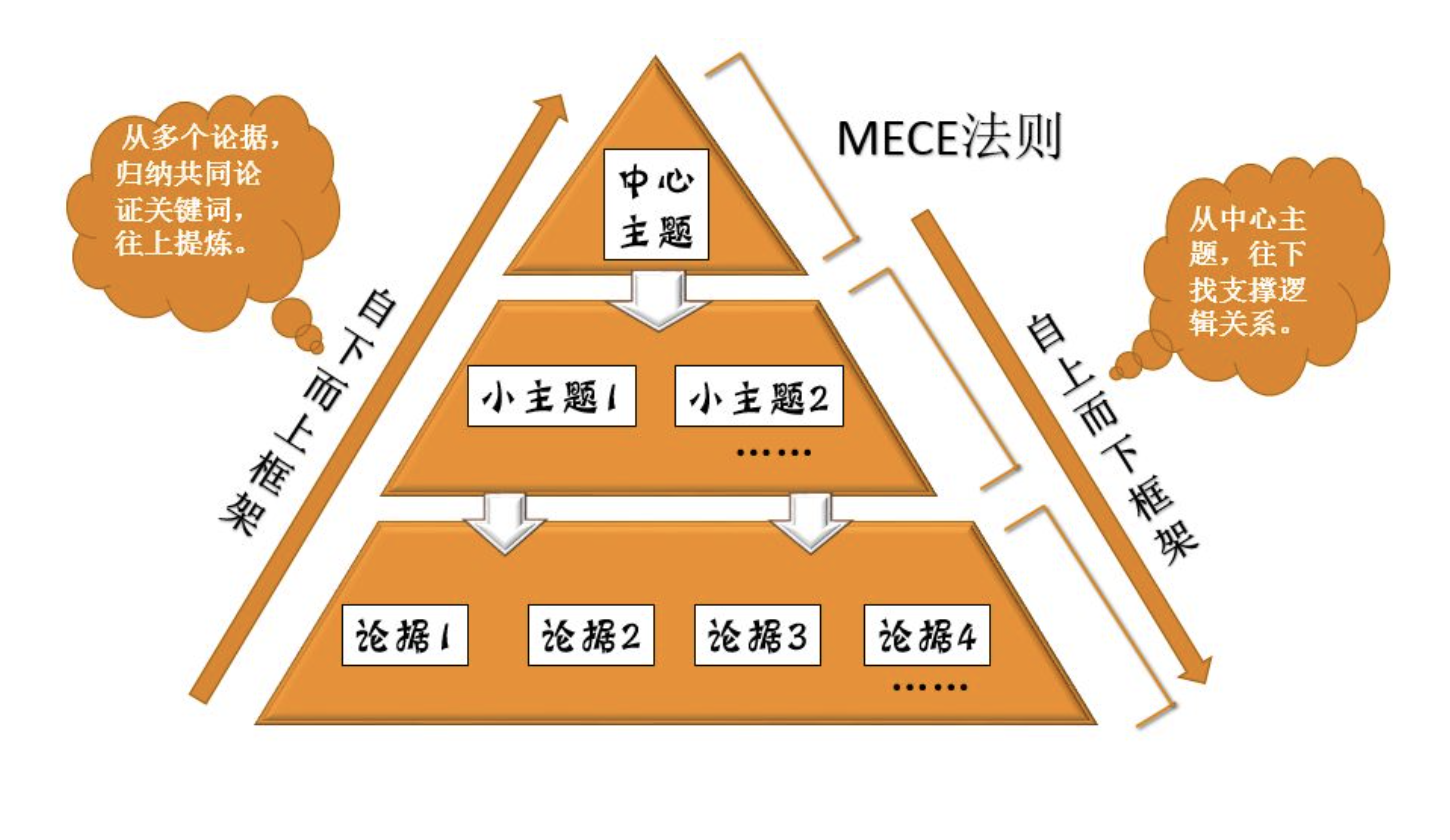 MECE法则
从多个论据，
归纳共同论
证关键词，
往上提炼。
自下而上框架
中心
主题
从中心主
题，往下
找支撑逻
辑关系。
自上而下框架
小主题1
小主题2
……
论据1
论据2
论据3
论据4
……